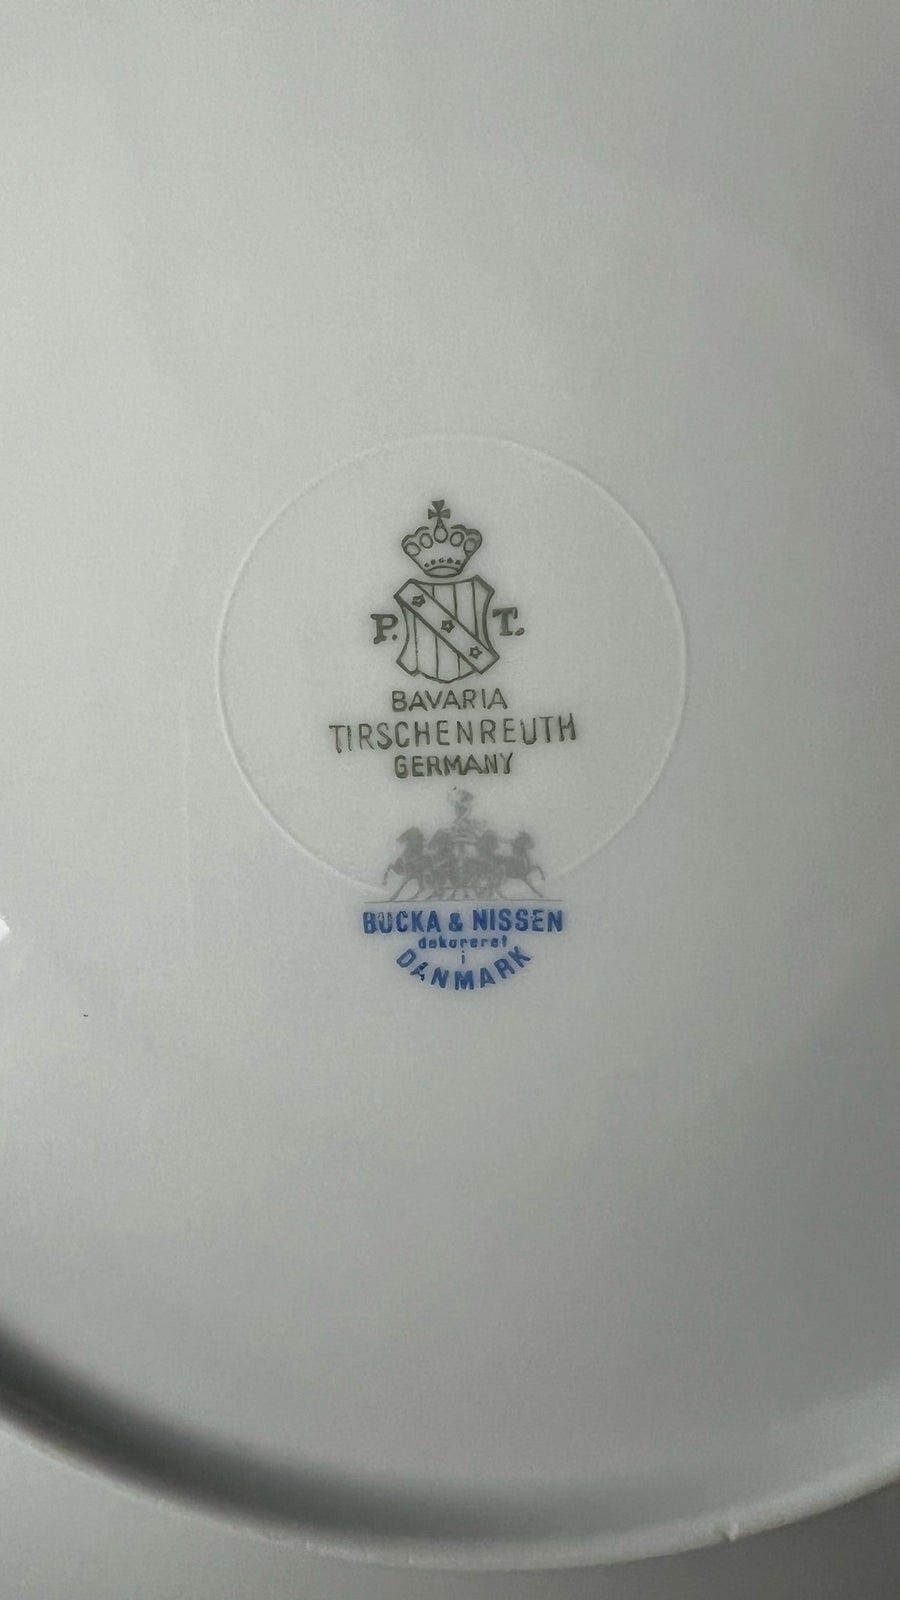 P. T.
BAVARIA
TIRSCHENREUTH
GERMANY
BUCKA & NISSEN
dekoreret
i
DANMARK